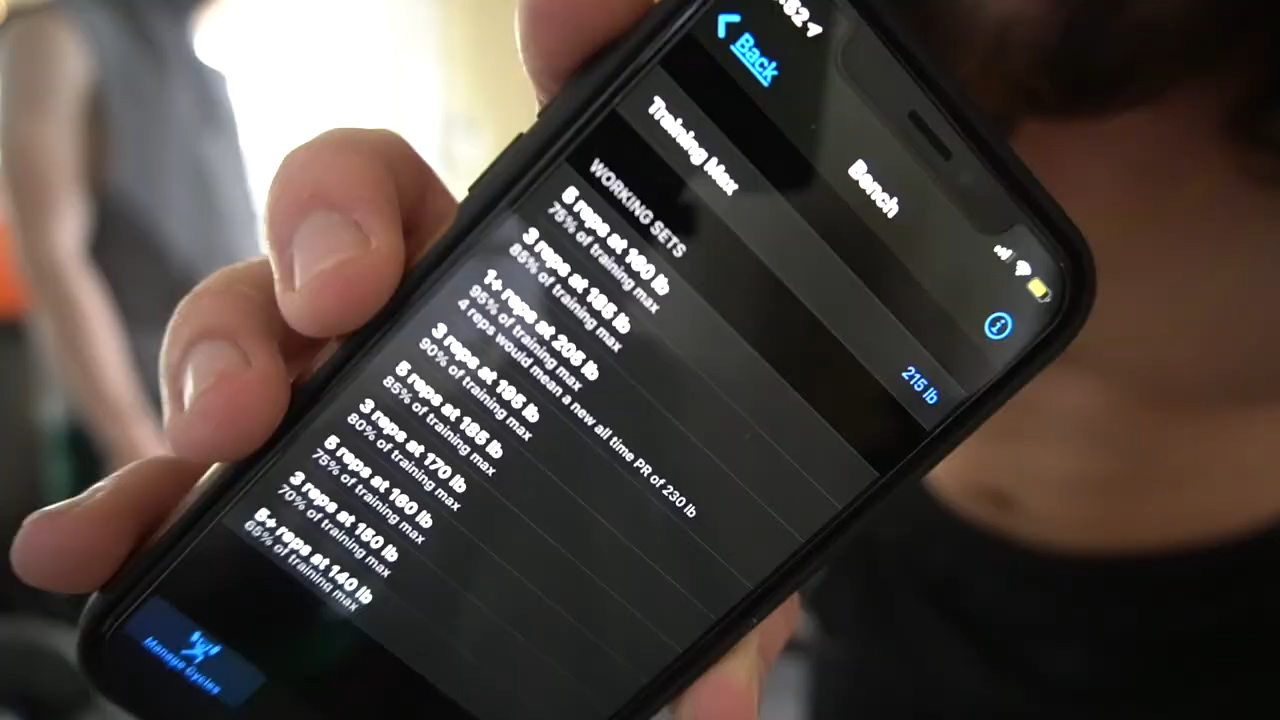 Back
Bench
Training Max
215 lb
WORKING SETS
5 reps at 160 lb
75% of training max
3 reps at 185 lb
85% of training max
1+ reps at 205 lb
95% of training max
4 reps would mean a new all time PR of 230 lb
3 reps at 195 lb
90% of training max
5 reps at 185 lb
85% of training max
3 reps at 170 lb
80% of training max
5 reps at 160 lb
75% of training max
3 reps at 150 lb
70% of training max
5+ reps at 140 lb
65% of training max
Manage Cycles